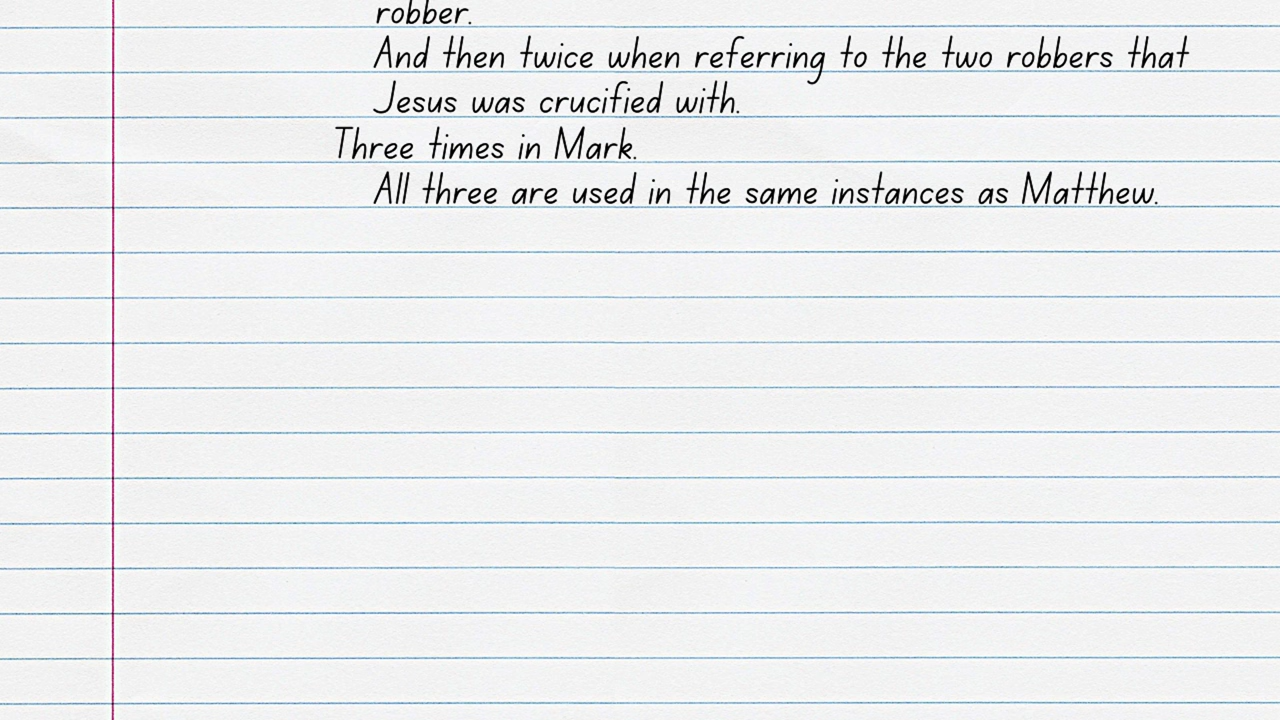 robber.
And then twice when referring to the two robbers that
Jesus was crucified with.
Three times in Mark.
All three are used in the same instances as Matthew.